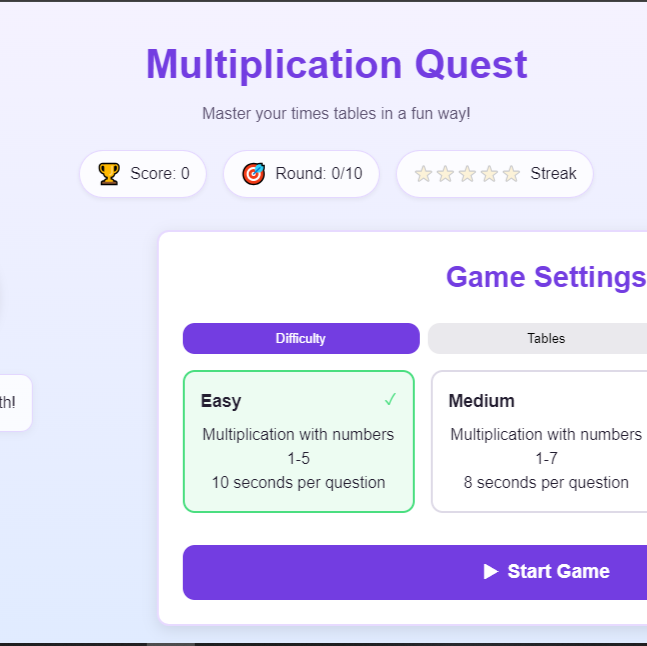 Multiplication Quest
Master your times tables in a fun way!
Score: 0
Round: 0/10
Streak
Game Settings
Difficulty
Tables
th!
Easy
Multiplication with numbers
1-5
10 seconds per question
Medium
Multiplication with numbers
1-7
8 seconds per question
Start Game